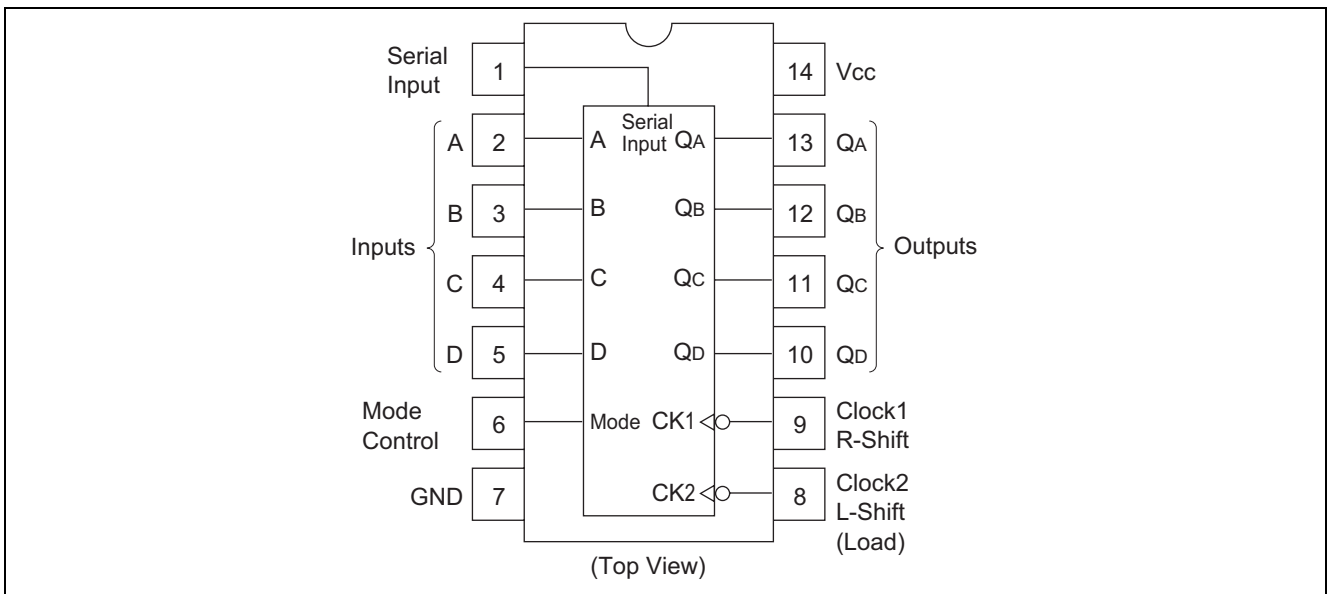 Serial
Input
1
14
Vcc
Serial
Input
A
2
A
QA
13
QA
B
3
B
QB
12
QB
Inputs
Outputs
C
4
C
QC
11
QC
D
5
D
QD
10
QD
Mode
Control
6
Mode
CK1
9
Clock1
R-Shift
GND
7
CK2
8
Clock2
L-Shift
(Load)
(Top View)